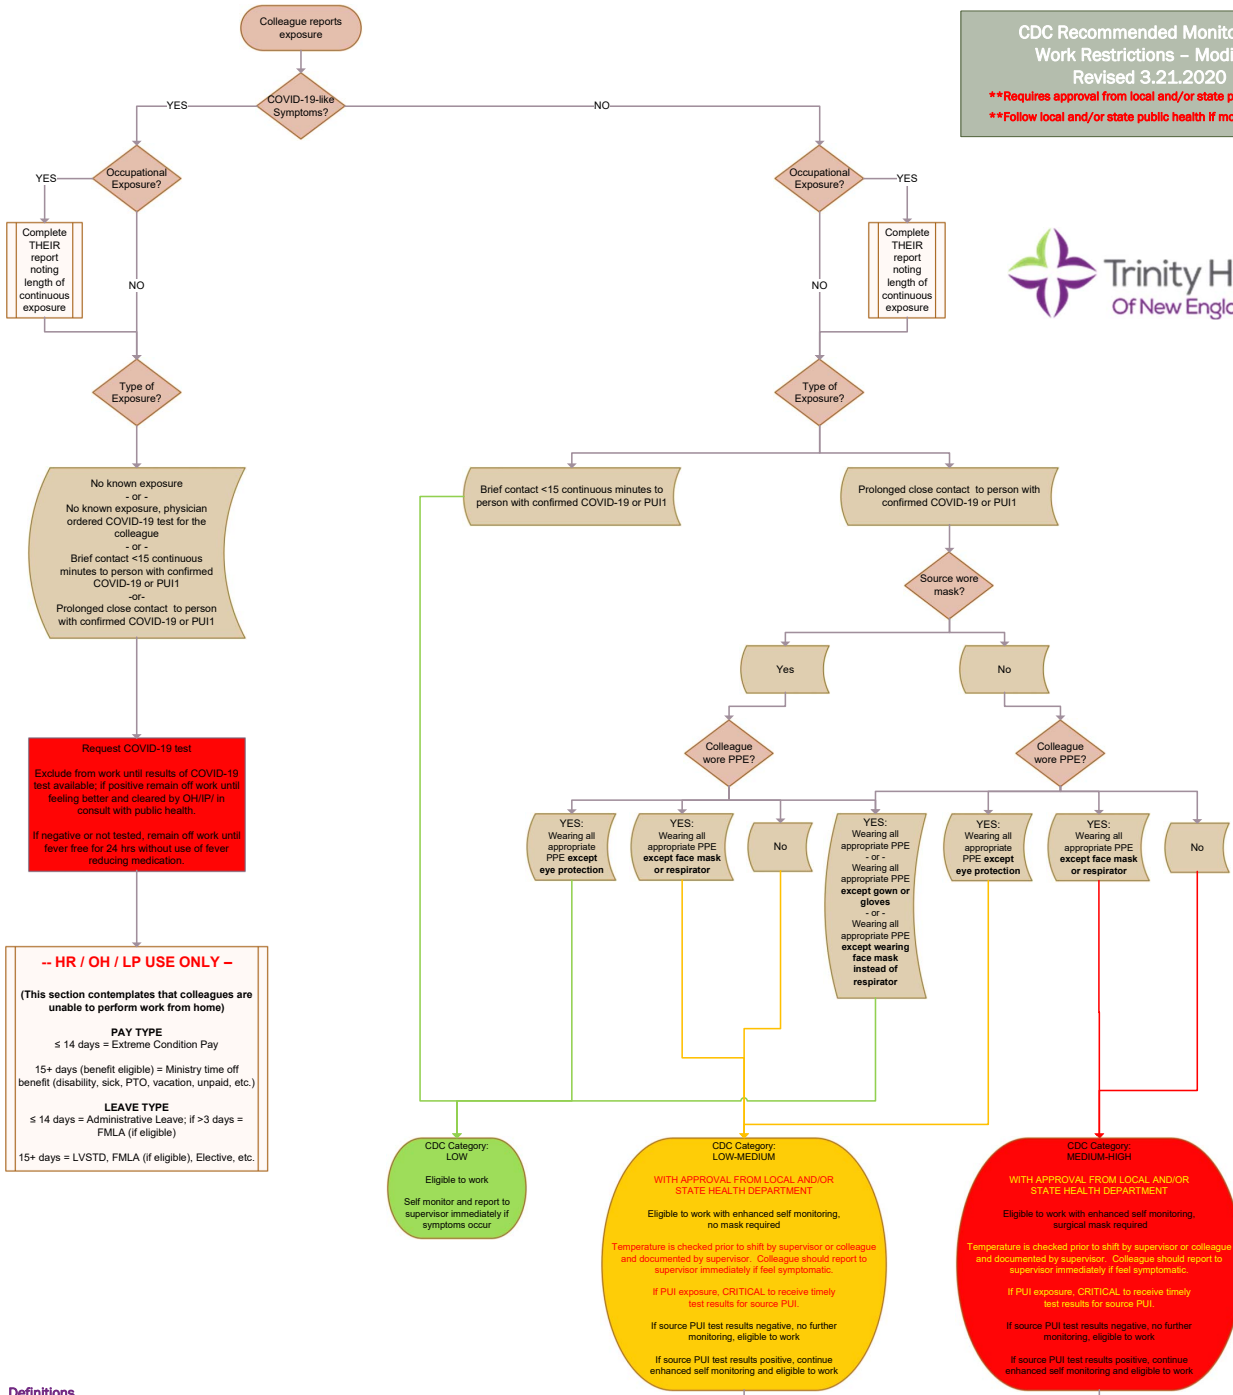 Colleague reports
exposure
CDC Recommended
Work Restrictions –
Revised 3.21.2020
**Requires approval from local and/or state
**Follow local and/or state public health if
COVID-19-like
Symptoms?
YES
NO
Occupational
Exposure?
YES
Complete
THEIR
report
noting
length of
continuous
exposure
NO
Occupational
Exposure?
YES
Complete
THEIR
report
noting
length of
continuous
exposure
NO
Trinity
Of New
Type of
Exposure?
Type of
Exposure?
No known exposure
- or -
No known exposure, physician
ordered COVID-19 test for the
colleague
- or -
Brief contact <15 continuous
minutes to person with confirmed
COVID-19 or PUI1
-or-
Prolonged close contact to person
with confirmed COVID-19 or PUI1
Brief contact <15 continuous minutes to
person with confirmed COVID-19 or PUI1
Prolonged close contact to person with
confirmed COVID-19 or PUI1
Source wore
mask?
Yes
No
Colleague
wore PPE?
Colleague
wore PPE?
Request COVID-19 test
Exclude from work until results of COVID-19
test available; if positive remain off work until
feeling better and cleared by OH/IP/ in
consult with public health.
If negative or not tested, remain off work until
fever free for 24 hrs without use of fever
reducing medication.
YES:
Wearing all
appropriate
PPE except
eye protection
YES:
Wearing all
appropriate PPE
except face mask
or respirator
No
YES:
Wearing all
appropriate PPE
- or -
Wearing all
appropriate PPE
except gown or
gloves
- or -
Wearing all
appropriate PPE
except wearing
face mask
instead of
respirator
YES:
Wearing all
appropriate
PPE except
eye protection
YES:
Wearing all
appropriate PPE
except face mask
or respirator
No
-- HR / OH / LP USE ONLY –
(This section contemplates that colleagues are
unable to perform work from home)
PAY TYPE
≤ 14 days = Extreme Condition Pay
15+ days (benefit eligible) = Ministry time off
benefit (disability, sick, PTO, vacation, unpaid, etc.)
LEAVE TYPE
≤ 14 days = Administrative Leave; if >3 days =
FMLA (if eligible)
15+ days = LVSTD, FMLA (if eligible), Elective, etc.
CDC Category:
LOW
Eligible to work
Self monitor and report to
supervisor immediately if
symptoms occur
CDC Category:
LOW-MEDIUM
WITH APPROVAL FROM LOCAL AND/OR
STATE HEALTH DEPARTMENT
Eligible to work with enhanced self monitoring,
no mask required
Temperature is checked prior to shift by supervisor or colleague
and documented by supervisor. Colleague should report to
supervisor immediately if feel symptomatic.
If PUI exposure, CRITICAL to receive timely
test results for source PUI.
If source PUI test results negative, no further
monitoring, eligible to work
If source PUI test results positive, continue
enhanced self monitoring and eligible to work
CDC Category:
MEDIUM-HIGH
WITH APPROVAL FROM LOCAL AND/OR
STATE HEALTH DEPARTMENT
Eligible to work with enhanced self monitoring,
surgical mask required
Temperature is checked prior to shift by supervisor or colleague
and documented by supervisor. Colleague should report to
supervisor immediately if feel symptomatic.
If PUI exposure, CRITICAL to receive timely
test results for source PUI.
If source PUI test results negative, no further
monitoring, eligible to work
If source PUI test results positive, continue
enhanced self monitoring and eligible to work
Definitions